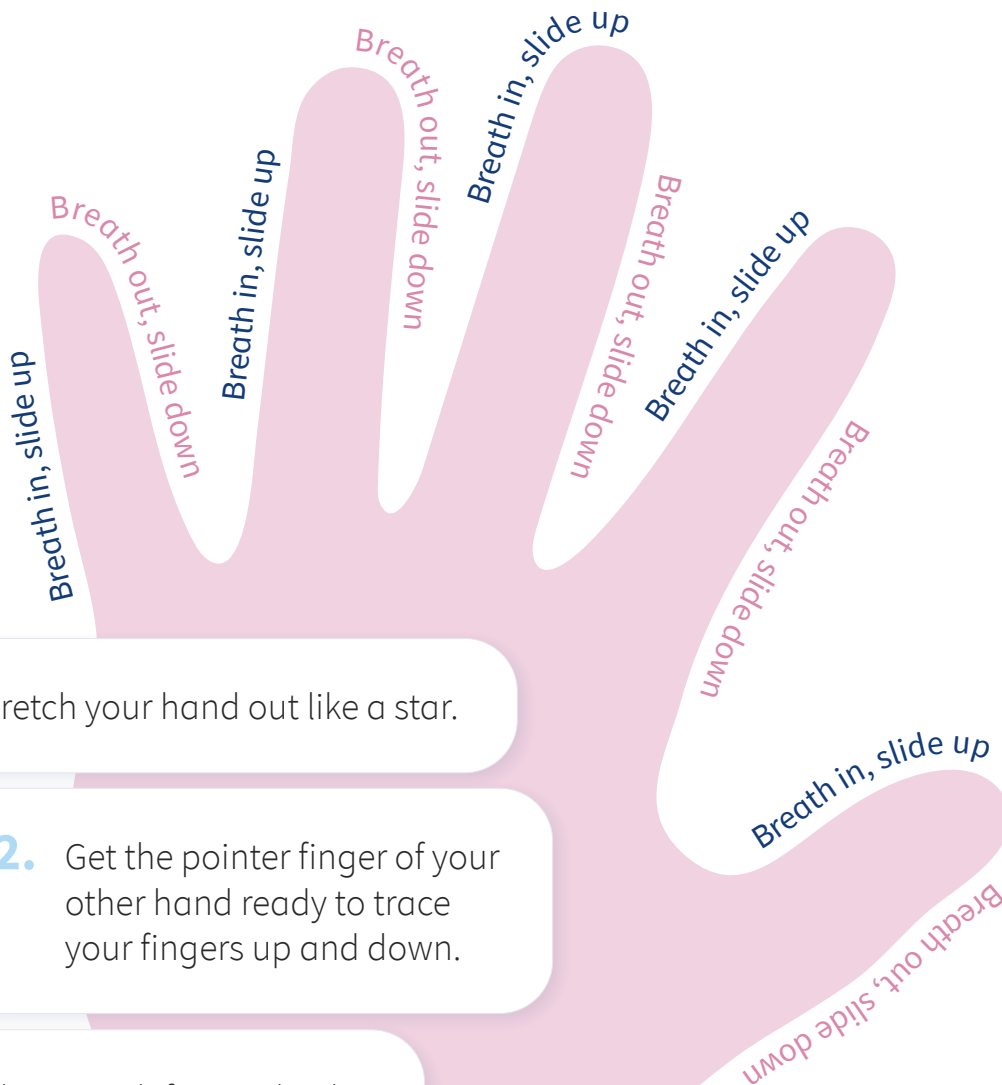 Breath in, slide up
Breath out, slide down
Breath in, slide up
Breath out, slide down
Breath in, slide up
Breath out, slide down
Breath in, slide up
Breath out, slide down
Breath in, slide up
Breath out, slide down
retch your hand out like a star.
2. Get the pointer finger of your
other hand ready to trace
your fingers up and down.